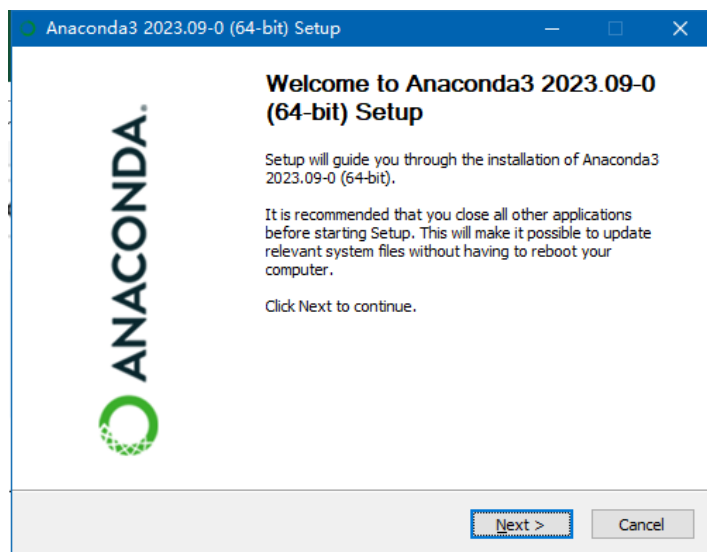 Anaconda3 2023.09-0 (64-bit) Setup
Welcome to Anaconda3 2023.09-0
(64-bit) Setup
ANACONDA.
Setup will guide you through the installation of Anaconda3
2023.09-0 (64-bit).
It is recommended that you close all other applications
before starting Setup. This will make it possible to update
relevant system files without having to reboot your
computer.
Click Next to continue.
Next >
Cancel